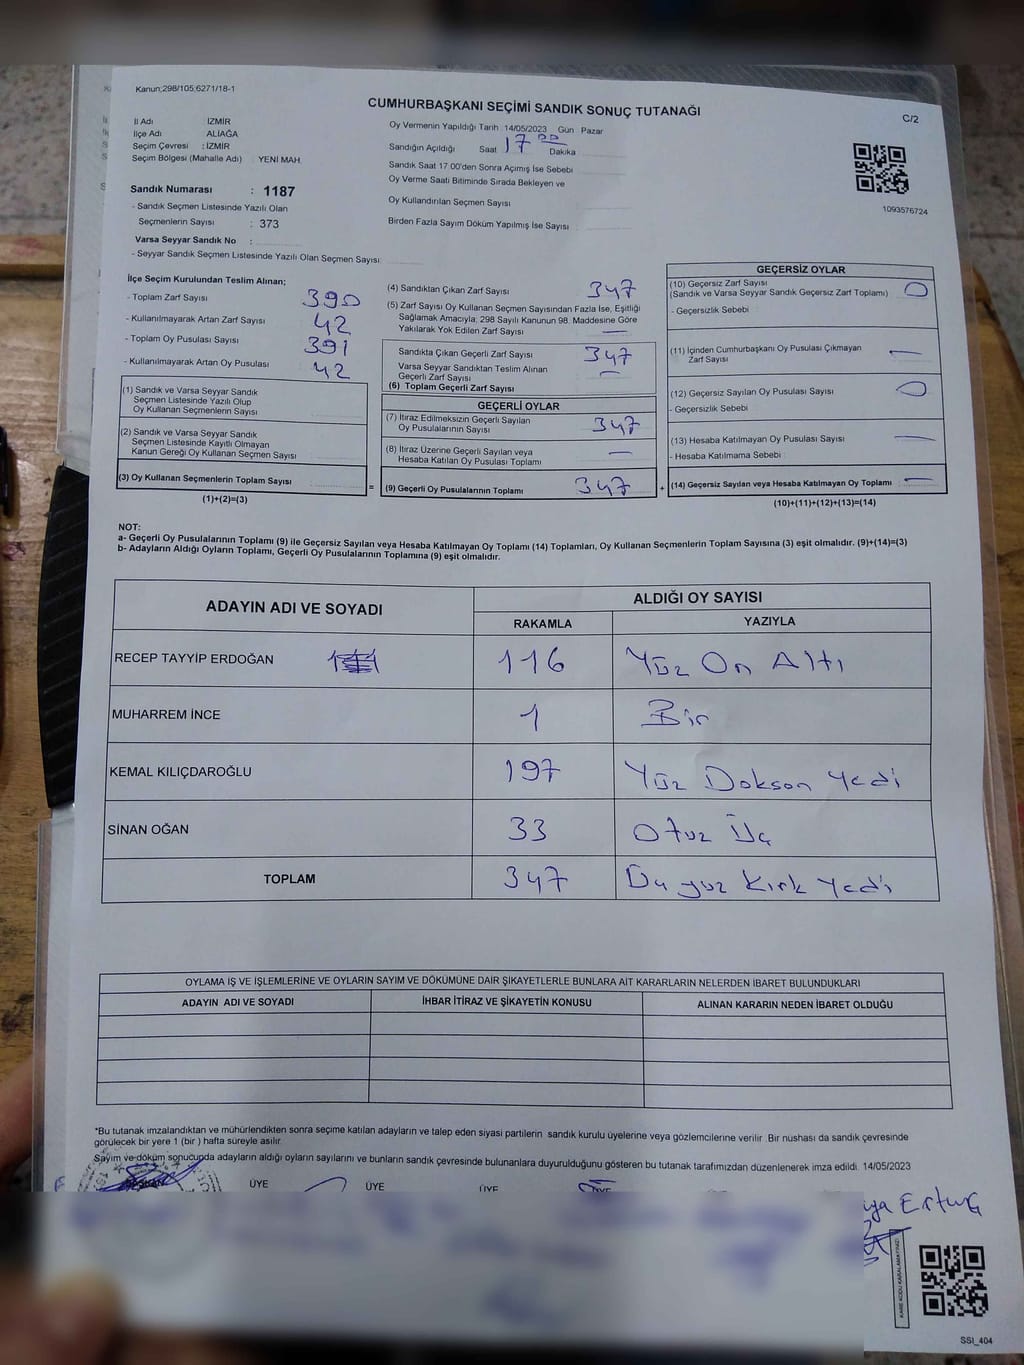 Kanun;298/105;6271/18-1
CUMHURBAŞKANI SEÇİMİ SANDIK SONUÇ TUTANAĞI
C/2
İl Adı : İZMİR
İlçe Adı ALİAĞA
Seçim Çevresi : İZMİR
Seçim Bölgesi (Mahalle Adı) : YENİ MAH.
Sandık Numarası : 1187
- Sandık Seçmen Listesinde Yazılı Olan
Seçmenlerin Sayısı : 373
Varsa Seyyar Sandık No :
- Seyyar Sandık Seçmen Listesinde Yazılı Olan Seçmen Sayısı:
Oy Vermenin Yapıldığı Tarih 14/05/2023 Gün Pazar
Sandığın Açıldığı Saat 17 00 Dakika
Sandık Saat 17.00'den Sonra Açımış İse Sebebi
Oy Verme Saati Bitiminde Sırada Bekleyen ve
Oy Kullandırılan Seçmen Sayısı
Birden Fazla Sayım Döküm Yapılmış İse Sayısı
1093576724
İlçe Seçim Kurulundan Teslim Alınan;
- Toplam Zarf Sayısı 390
- Kullanılmayarak Artan Zarf Sayısı 42
- Toplam Oy Pusulası Sayısı 391
- Kullanılmayarak Artan Oy Pusulası 42
(1) Sandık ve Varsa Seyyar Sandık
Seçmen Listesinde Yazılı Olup
Oy Kullanan Seçmenlerin Sayısı
(2) Sandık ve Varsa Seyyar Sandık
Seçmen Listesinde Kayıtlı Olmayan
Kanun Gereği Oy Kullanan Seçmen Sayısı
(3) Oy Kullanan Seçmenlerin Toplam Sayısı
(1)+(2)=(3)
(4) Sandıktan Çıkan Zarf Sayısı 347
(5) Zarf Sayısı Oy Kullanan Seçmen Sayısından Fazla İse, Eşitliği
Sağlamak Amacıyla; 298 Sayılı Kanunun 98. Maddesine Göre
Yakılarak Yok Edilen Zarf Sayısı —
Sandıkta Çıkan Geçerli Zarf Sayısı 347
Varsa Seyyar Sandıktan Teslim Alınan
Geçerli Zarf Sayısı —
(6) Toplam Geçerli Zarf Sayısı
GEÇERLİ OYLAR
(7) İtiraz Edilmeksizin Geçerli Sayılan
Oy Pusulalarının Sayısı 347
(8) İtiraz Üzerine Geçerli Sayılan veya
Hesaba Katılan Oy Pusulası Toplamı —
= (9) Geçerli Oy Pusulalarının Toplamı 347
GEÇERSİZ OYLAR
(10) Geçersiz Zarf Sayısı
(Sandık ve Varsa Seyyar Sandık Geçersiz Zarf Toplamı) 0
- Geçersizlik Sebebi
(11) İçinden Cumhurbaşkanı Oy Pusulası Çıkmayan
Zarf Sayısı —
(12) Geçersiz Sayılan Oy Pusulası Sayısı 0
- Geçersizlik Sebebi
(13) Hesaba Katılmayan Oy Pusulası Sayısı —
- Hesaba Katılmama Sebebi
+ (14) Geçersiz Sayılan veya Hesaba Katılmayan Oy Toplamı : —
(10)+(11)+(12)+(13)=(14)
NOT:
a- Geçerli Oy Pusulalarının Toplamı (9) ile Geçersiz Sayılan veya Hesaba Katılmayan Oy Toplamı (14) Toplamları, Oy Kullanan Seçmenlerin Toplam Sayısına (3) eşit olmalıdır. (9)+(14)=(3)
b- Adayların Aldığı Oyların Toplamı, Geçerli Oy Pusulalarının Toplamına (9) eşit olmalıdır.
ADAYIN ADI VE SOYADI ALDIĞI OY SAYISI
RAKAMLA YAZIYLA
RECEP TAYYİP ERDOĞAN 116 Yüz On Altı
MUHARREM İNCE 1 Bir
KEMAL KILIÇDAROĞLU 197 Yüz Dokson Yedi
SİNAN OĞAN 33 Otuz Üç
TOPLAM 347 Üç yüz Kırk Yedi
OYLAMA İŞ VE İŞLEMLERİNE VE OYLARIN SAYIM VE DÖKÜMÜNE DAİR ŞİKAYETLERLE BUNLARA AİT KARARLARIN NELERDEN İBARET BULUNDUKLARI
ADAYIN ADI VE SOYADI İHBAR İTİRAZ VE ŞİKAYETİN KONUSU ALINAN KARARIN NEDEN İBARET OLDUĞU
*Bu tutanak imzalandıktan ve mühürlendikten sonra seçime katılan adayların ve talep eden siyasi partilerin sandık kurulu üyelerine veya gözlemcilerine verilir .Bir nushası da sandık çevresinde
görülecek bir yere 1 (bir ) hafta süreyle asılır.
Sayım ve döküm sonucunda adayların aldığı oyların sayılarını ve bunların sandık çevresinde bulunanlara duyurulduğunu gösteren bu tutanak tarafımızdan düzenlenerek imza edildi. 14/05/2023
BAŞKAN ÜYE ÜYE ÜYE ÜYE
Ertuğ
SSI_404